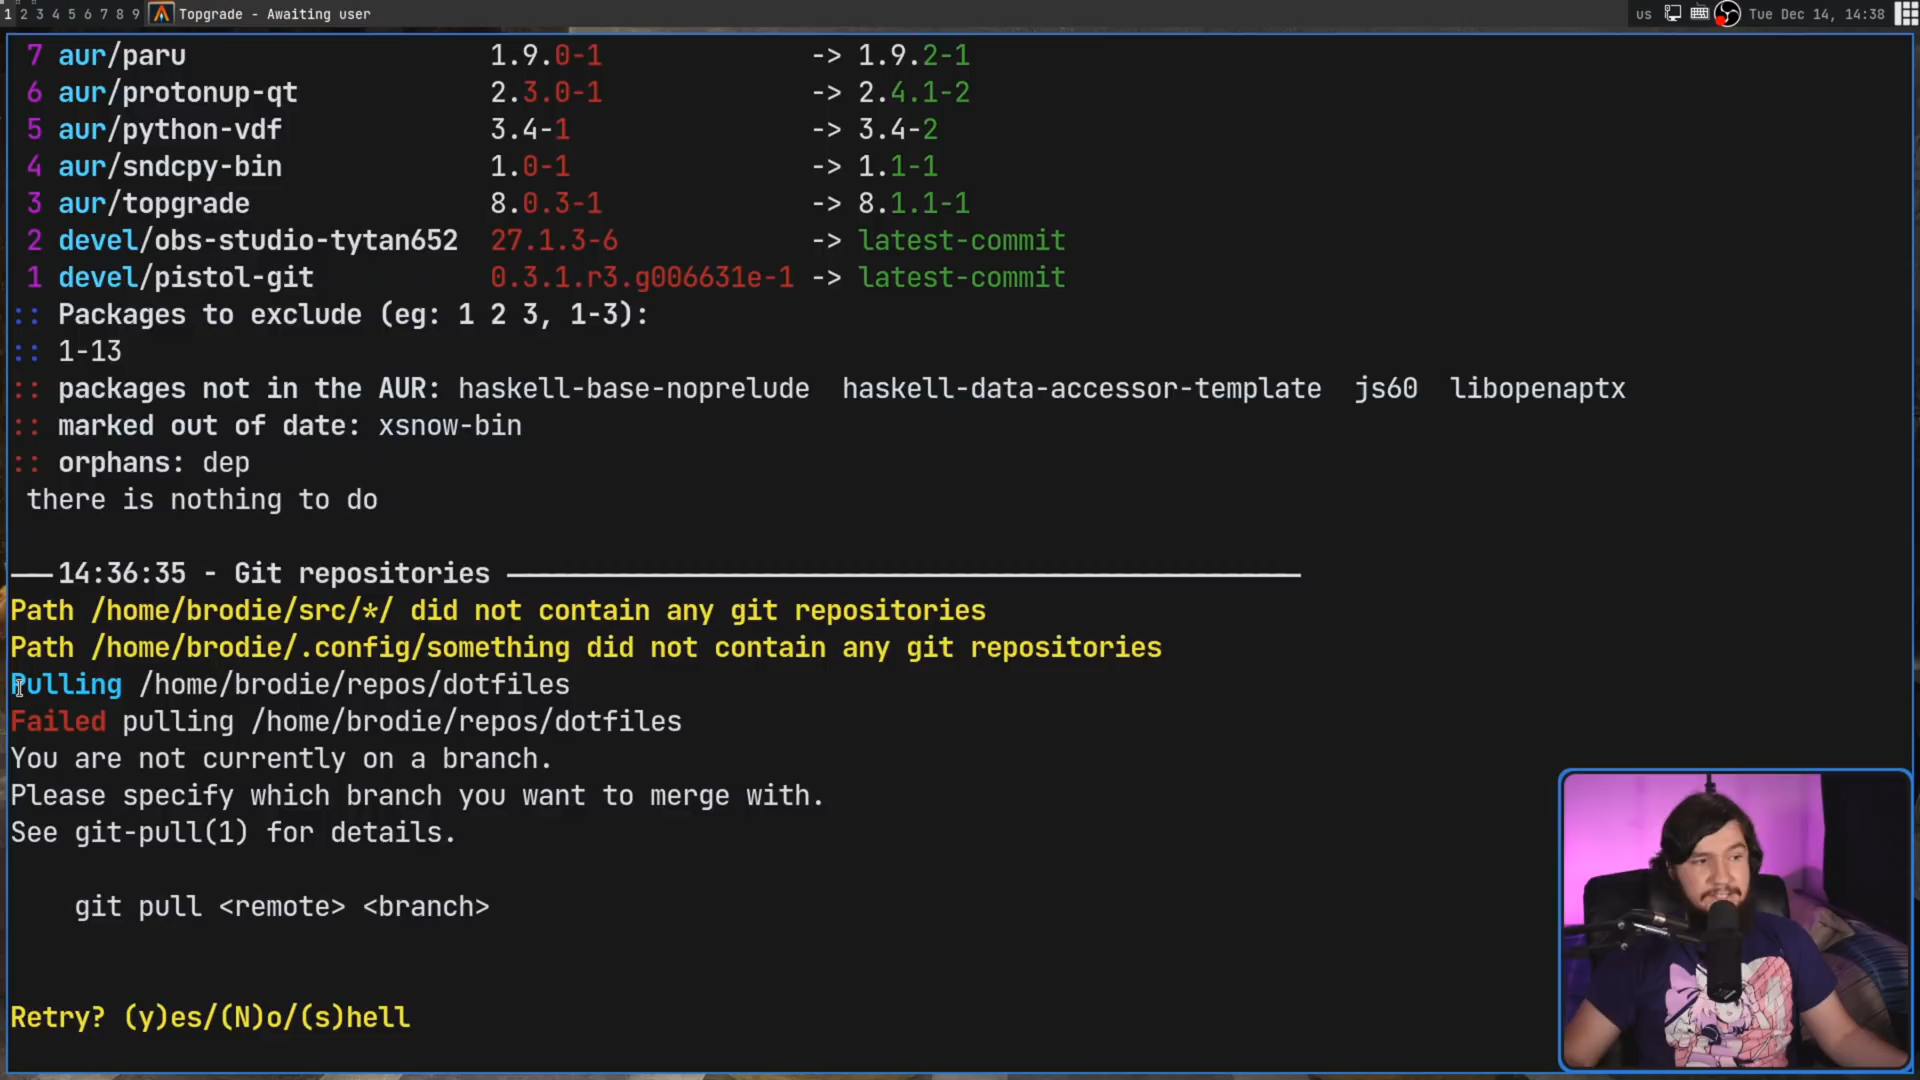 1 2 3 4 5 6 7 8 9 Topgrade - Awaiting user us Tue Dec 14, 14:38
7 aur/paru 1.9.0-1 -> 1.9.2-1
6 aur/protonup-qt 2.3.0-1 -> 2.4.1-2
5 aur/python-vdf 3.4-1 -> 3.4-2
4 aur/sndcpy-bin 1.0-1 -> 1.1-1
3 aur/topgrade 8.0.3-1 -> 8.1.1-1
2 devel/obs-studio-tytan652 27.1.3-6 -> latest-commit
1 devel/pistol-git 0.3.1.r3.g006631e-1 -> latest-commit
:: Packages to exclude (eg: 1 2 3, 1-3):
:: 1-13
:: packages not in the AUR: haskell-base-noprelude haskell-data-accessor-template js60 libopenaptx
:: marked out of date: xsnow-bin
:: orphans: dep
there is nothing to do
——14:36:35 - Git repositories ——————————
Path /home/brodie/src/*/ did not contain any git repositories
Path /home/brodie/.config/something did not contain any git repositories
Pulling /home/brodie/repos/dotfiles
Failed pulling /home/brodie/repos/dotfiles
You are not currently on a branch.
Please specify which branch you want to merge with.
See git-pull(1) for details.
git pull <remote> <branch>
Retry? (y)es/(N)o/(s)hell